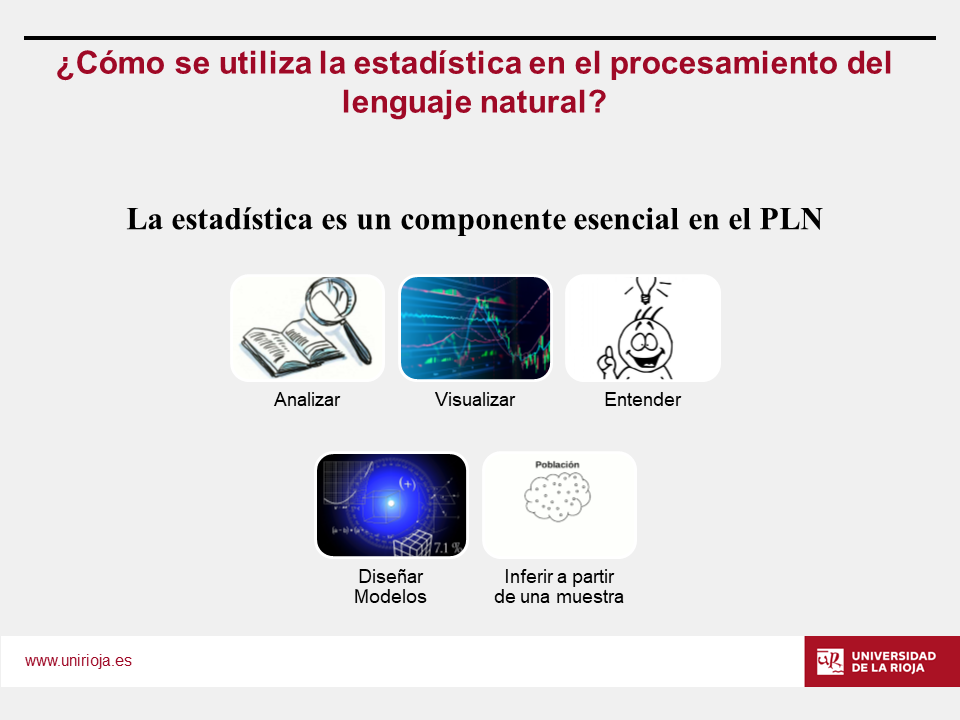 ¿Cómo se utiliza la estadística en el procesamiento del
lenguaje natural?
La estadística es un componente esencial en el PLN
Analizar
Visualizar
Entender
(+)
7.1 %
Población
Diseñar
Modelos
Inferir a partir
de una muestra
www.unirioja.es
UNIVERSIDAD
DE LA RIOJA